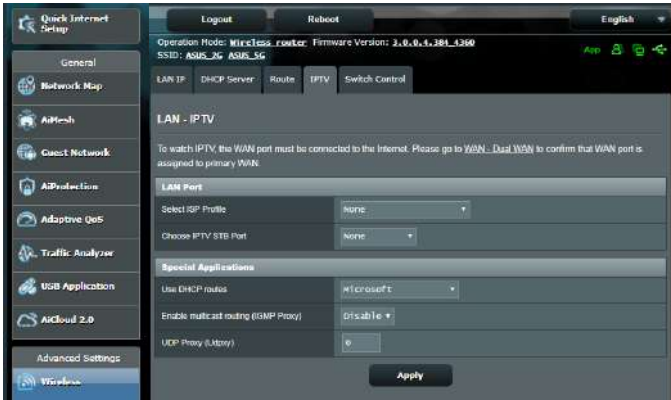 Quick Internet
Setup
Logout
Reboot
English
Operation Mode: Wireless router Firmware Version: 3.0.0.4.384_4360
SSID: ASUS_2G ASUS_5G
App
General
Network Map
AiMesh
Guest Network
AiProtection
Adaptive QoS
Traffic Analyzer
USB Application
AiCloud 2.0
Advanced Settings
Wireless
LAN IP
DHCP Server
Route
IPTV
Switch Control
LAN - IPTV
To watch IPTV, the WAN port must be connected to the Internet. Please go to WAN - Dual WAN to confirm that WAN port is
assigned to primary WAN.
LAN Port
Select ISP Profile
None
Choose IPTV STB Port
None
Special Applications
Use DHCP routes
Microsoft
Enable multicast routing (IGMP Proxy)
Disable
UDP Proxy (Udpxy)
0
Apply